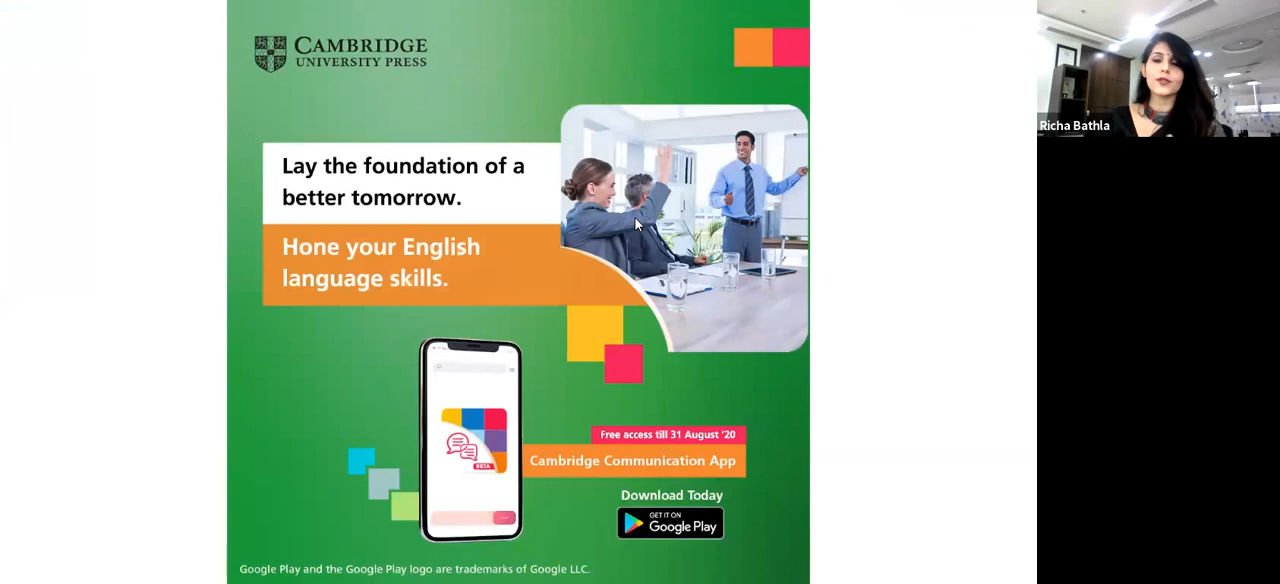 CAMBRIDGE
UNIVERSITY PRESS
Lay the foundation of a
better tomorrow.
Hone your English
language skills.
BETA
Free access till 31 August '20
Cambridge Communication App
Download Today
GET IT ON
Google Play
Google Play and the Google Play logo are trademarks of Google LLC.
Richa Bathla